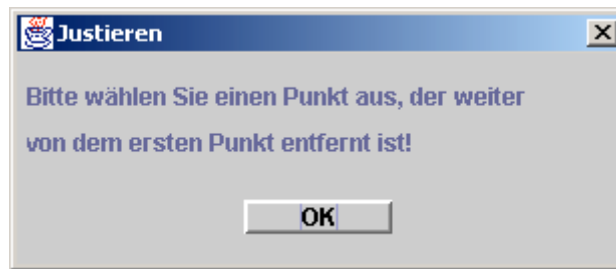 Justieren
Bitte wählen Sie einen Punkt aus, der weiter
von dem ersten Punkt entfernt ist!
OK